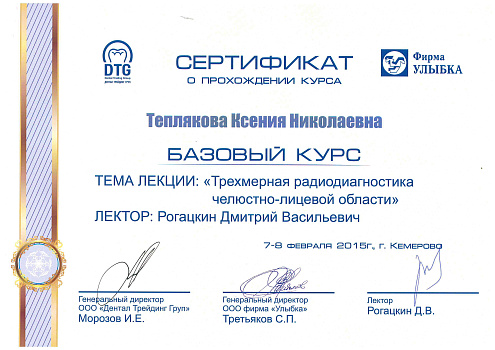 DTG
СЕРТИФИКАТ
О ПРОХОЖДЕНИИ КУРСА
Фирма
УЛЫБКА
Теплякова Ксения Николаевна
БАЗОВЫЙ КУРС
ТЕМА ЛЕКЦИИ: «Трехмерная радиодиагностика
челюстно-лицевой области»
ЛЕКТОР: Рогацкин Дмитрий Васильевич
7-8 ФЕВРАЛЯ 2015г., г. КЕМЕРОВО
Генеральный директор
ООО «Дентал Трейдинг Груп»
Морозов И.Е.
Генеральный директор
ООО фирма «Улыбка»
Третьяков С.П.
Лектор
Рогацкин Д.В.